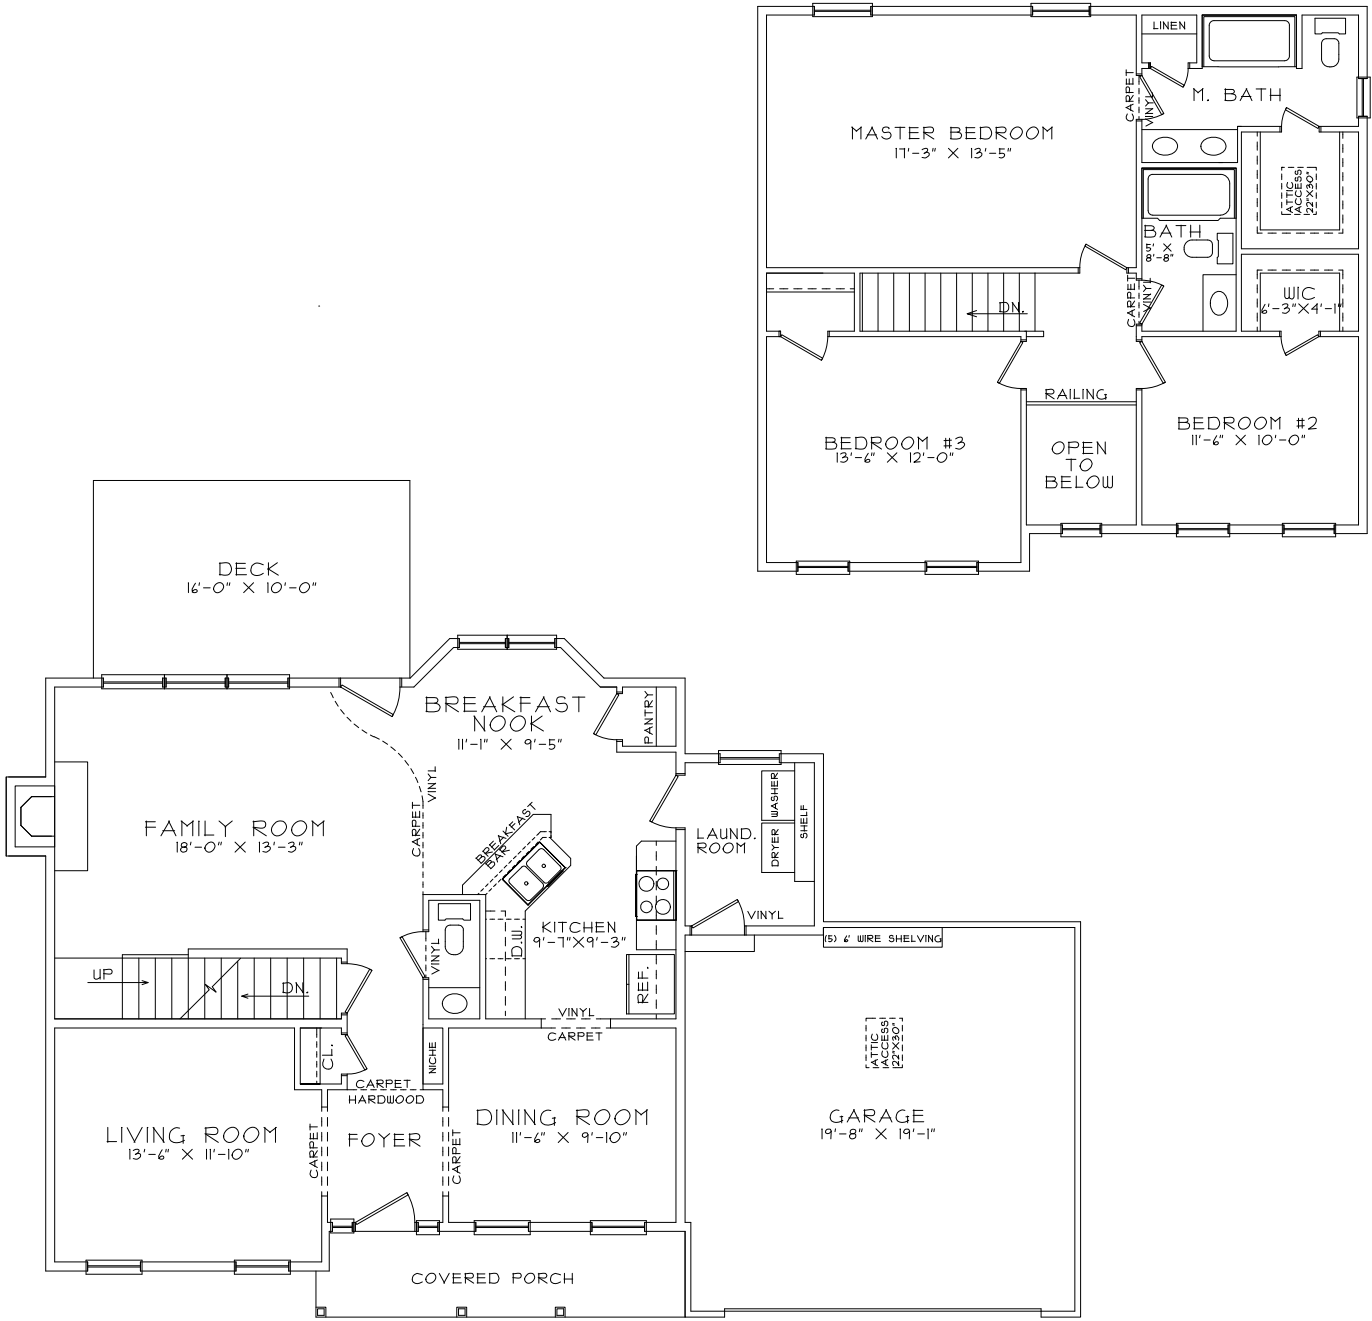 LINEN
M. BATH
CARPET
VINYL
MASTER BEDROOM
17'-3" X 13'-5"
ATTIC
ACCESS
22"X30"
BATH
5' X
8'-8"
CARPET
VINYL
WIC
6'-3"X4'-1"
DN.
RAILING
BEDROOM #2
11'-6" X 10'-0"
BEDROOM #3
13'-6" X 12'-0"
OPEN
TO
BELOW
DECK
16'-0" X 10'-0"
BREAKFAST
NOOK
11'-1" X 9'-5"
PANTRY
VINYL
CARPET
FAMILY ROOM
18'-0" X 13'-3"
BREAKFAST
BAR
WASHER
DRYER
SHELF
LAUND.
ROOM
VINYL
KITCHEN
9'-7"X9'-3"
D.W.
REF.
VINYL
(5) 6' WIRE SHELVING
UP
DN.
VINYL
CARPET
CL.
NICHE
CARPET
HARDWOOD
ATTIC
ACCESS
22"X30"
LIVING ROOM
13'-6" X 11'-10"
CARPET
FOYER
CARPET
DINING ROOM
11'-6" X 9'-10"
GARAGE
19'-8" X 19'-1"
COVERED PORCH